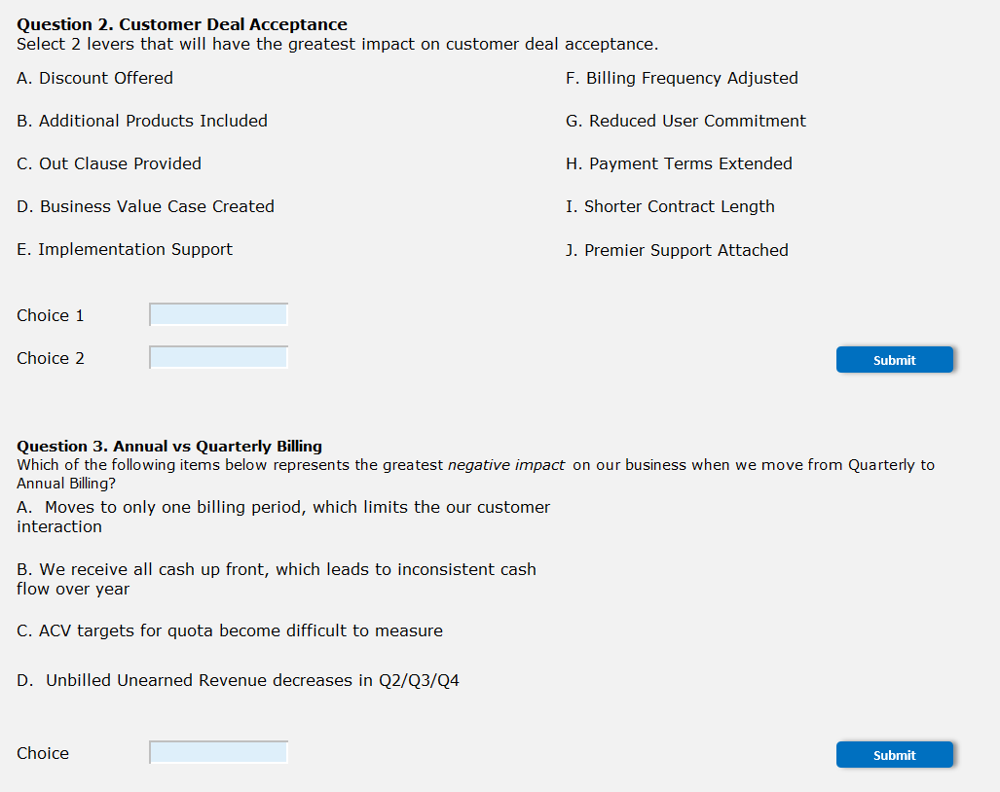 Question 2. Customer Deal Acceptance
Select 2 levers that will have the greatest impact on customer deal acceptance.
A. Discount Offered
F. Billing Frequency Adjusted
B. Additional Products Included
G. Reduced User Commitment
C. Out Clause Provided
H. Payment Terms Extended
D. Business Value Case Created
I. Shorter Contract Length
E. Implementation Support
J. Premier Support Attached
Choice 1
Choice 2
Submit
Question 3. Annual vs Quarterly Billing
Which of the following items below represents the greatest negative impact on our business when we move from Quarterly to
Annual Billing?
A. Moves to only one billing period, which limits the our customer
interaction
B. We receive all cash up front, which leads to inconsistent cash
flow over year
C. ACV targets for quota become difficult to measure
D. Unbilled Unearned Revenue decreases in Q2/Q3/Q4
Choice
Submit